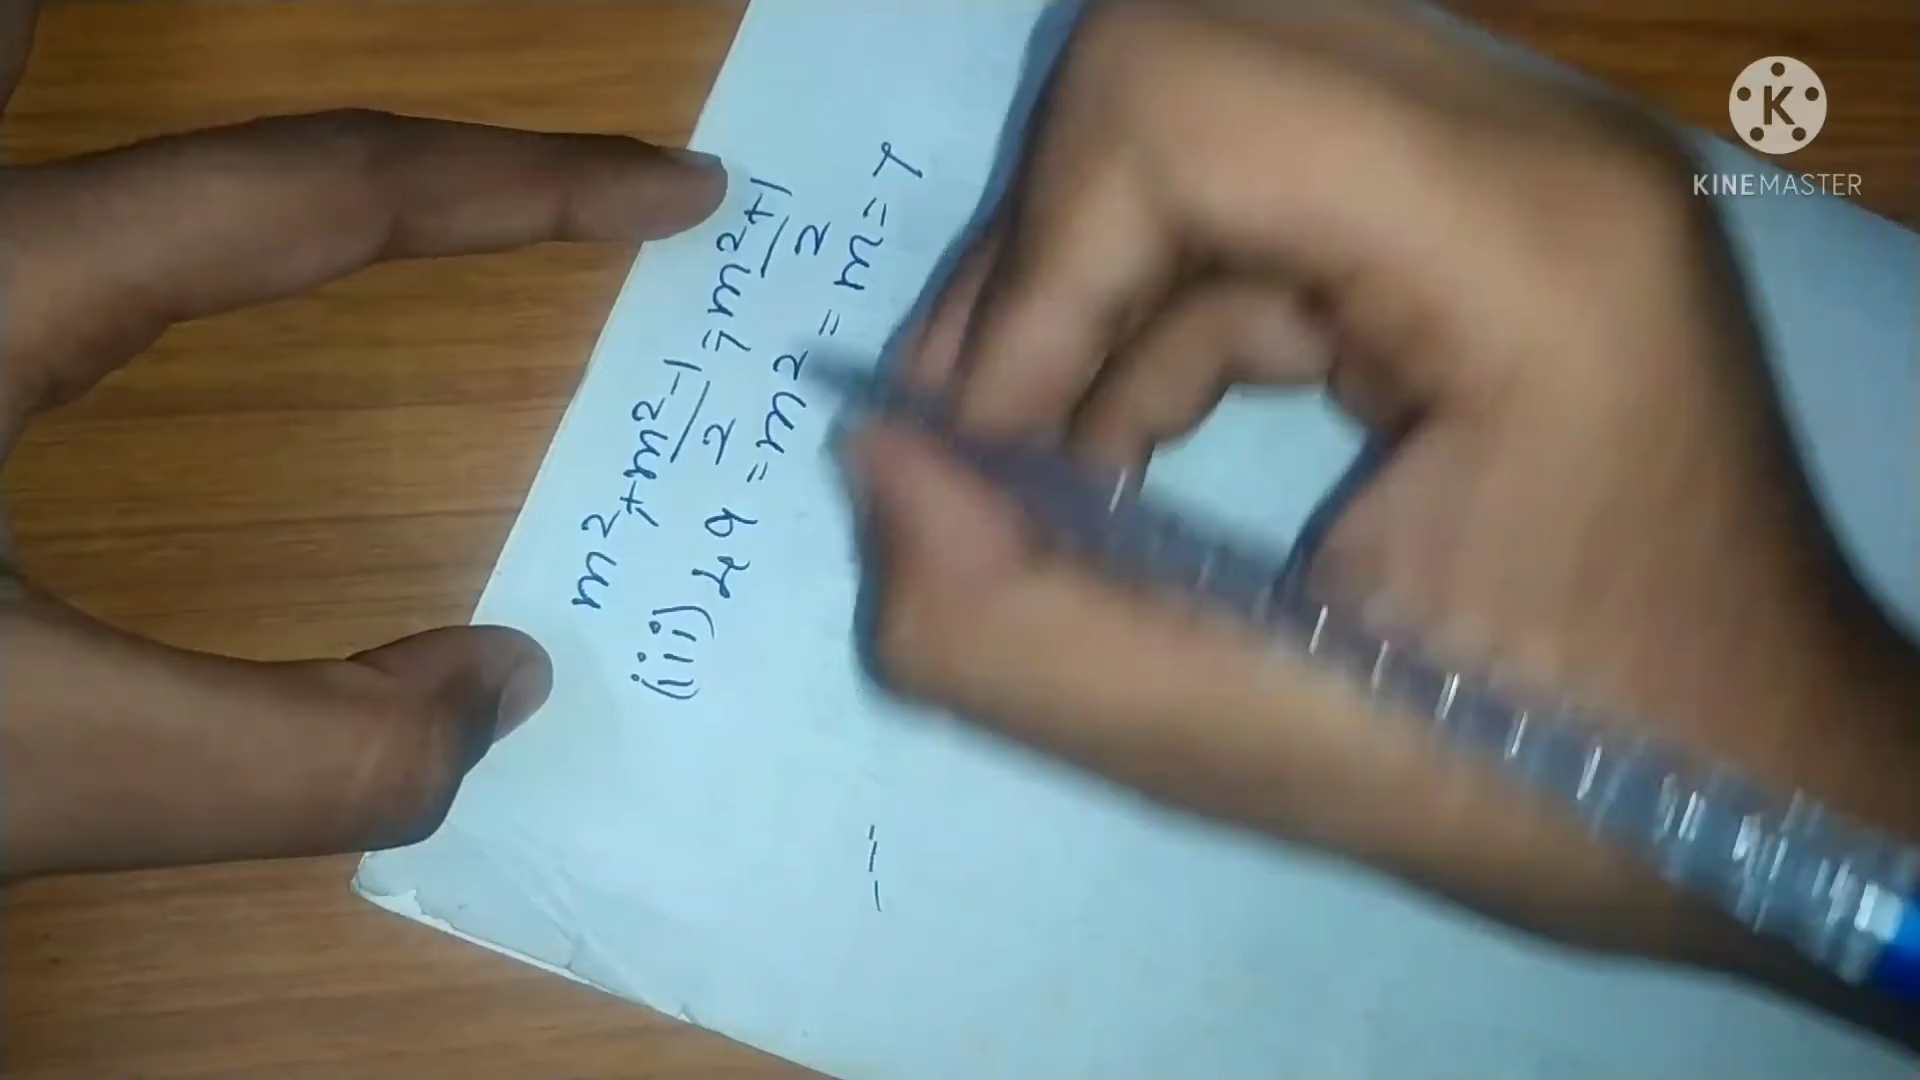 m²,+m²-1/2,m²+1/2
(iii) 49 = m² = m = 7
KINEMASTER